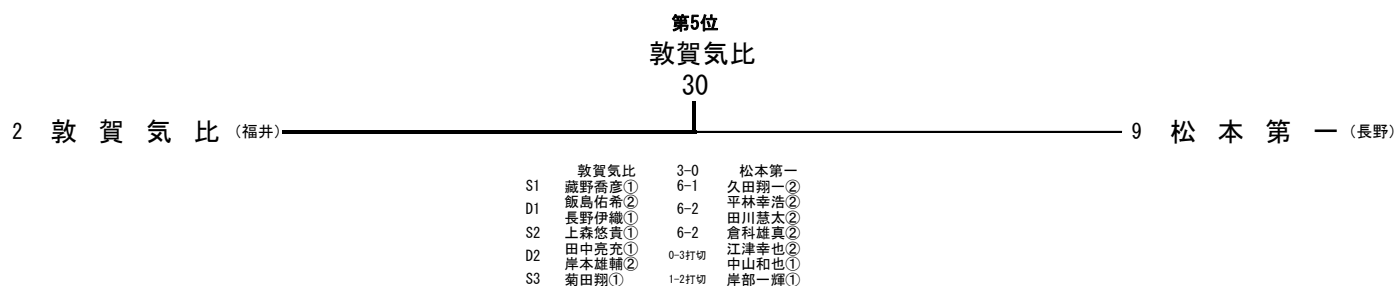 第5位
敦賀気比
30
2 敦賀気比 (福井) 9 松本第一 (長野)
敦賀気比 3-0 松本第一
S1 蔵野喬彦① 6-1 久田翔一②
D1 飯島佑希② 長野伊織① 6-2 平林幸浩② 田川慧太②
S2 上森悠貴① 6-2 倉科雄真②
D2 田中亮充① 岸本雄輔② 0-3打切 江津幸也② 中山和也①
S3 菊田翔① 1-2打切 岸部一輝①